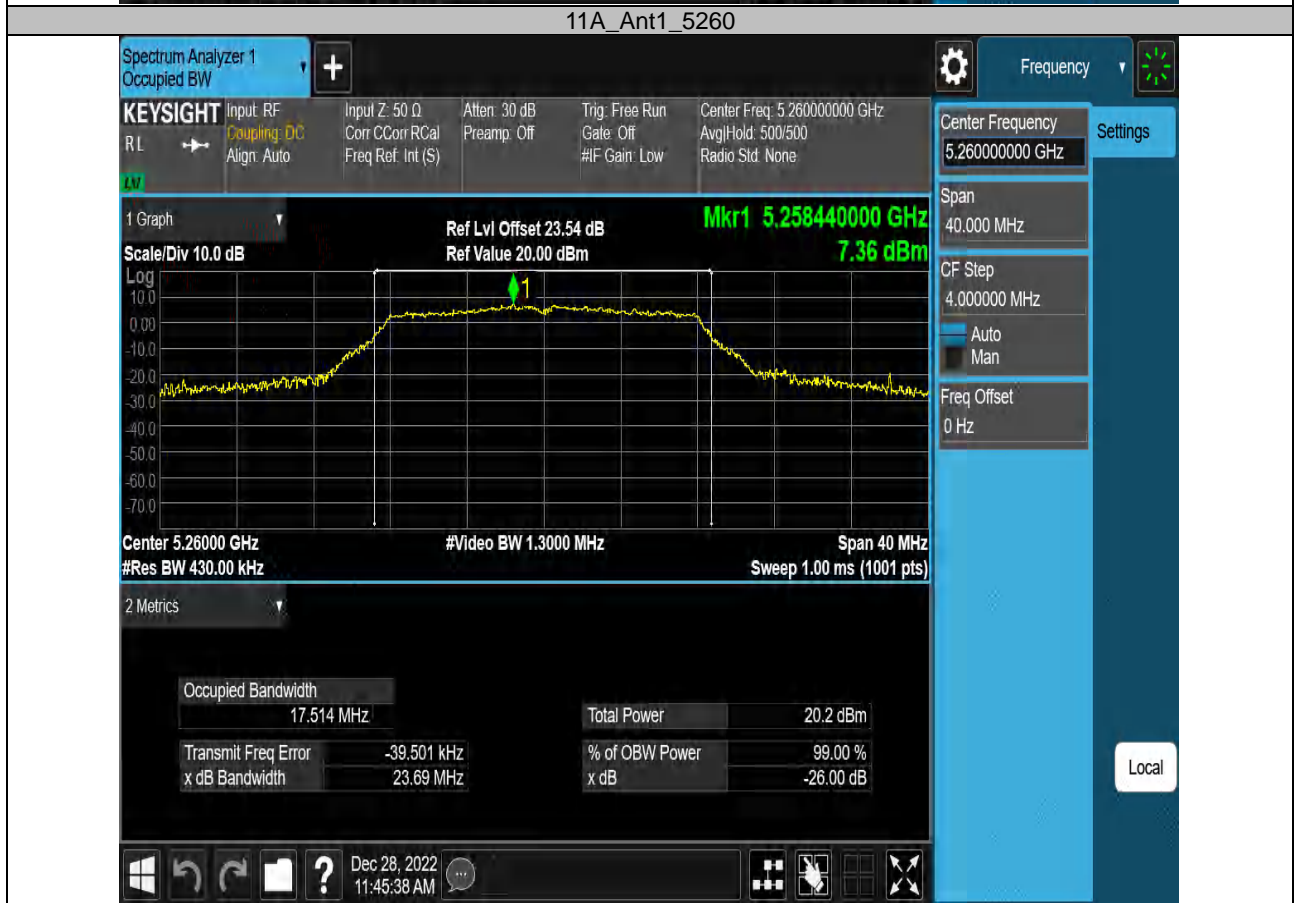 11A_Ant1_5260
Spectrum Analyzer 1
Occupied BW
Frequency
KEYSIGHT
RL
Input: RF
Coupling: DC
Align: Auto
Input Z: 50 Ω
Corr CCorr RCal
Freq Ref: Int (S)
Atten: 30 dB
Preamp: Off
Trig: Free Run
Gate: Off
#IF Gain: Low
Center Freq: 5.260000000 GHz
Avg|Hold: 500/500
Radio Std: None
Center Frequency
5.260000000 GHz
Settings
Span
40.000 MHz
CF Step
4.000000 MHz
Auto
Man
Freq Offset
0 Hz
1 Graph
Scale/Div 10.0 dB
Ref Lvl Offset 23.54 dB
Ref Value 20.00 dBm
Mkr1 5.258440000 GHz
7.36 dBm
Log
10.0
0.00
-10.0
-20.0
-30.0
-40.0
-50.0
-60.0
-70.0
1
Center 5.26000 GHz
#Res BW 430.00 kHz
#Video BW 1.3000 MHz
Span 40 MHz
Sweep 1.00 ms (1001 pts)
2 Metrics
Occupied Bandwidth
17.514 MHz
Total Power 20.2 dBm
Transmit Freq Error -39.501 kHz
% of OBW Power 99.00 %
x dB Bandwidth 23.69 MHz
x dB -26.00 dB
Local
?
Dec 28, 2022
11:45:38 AM